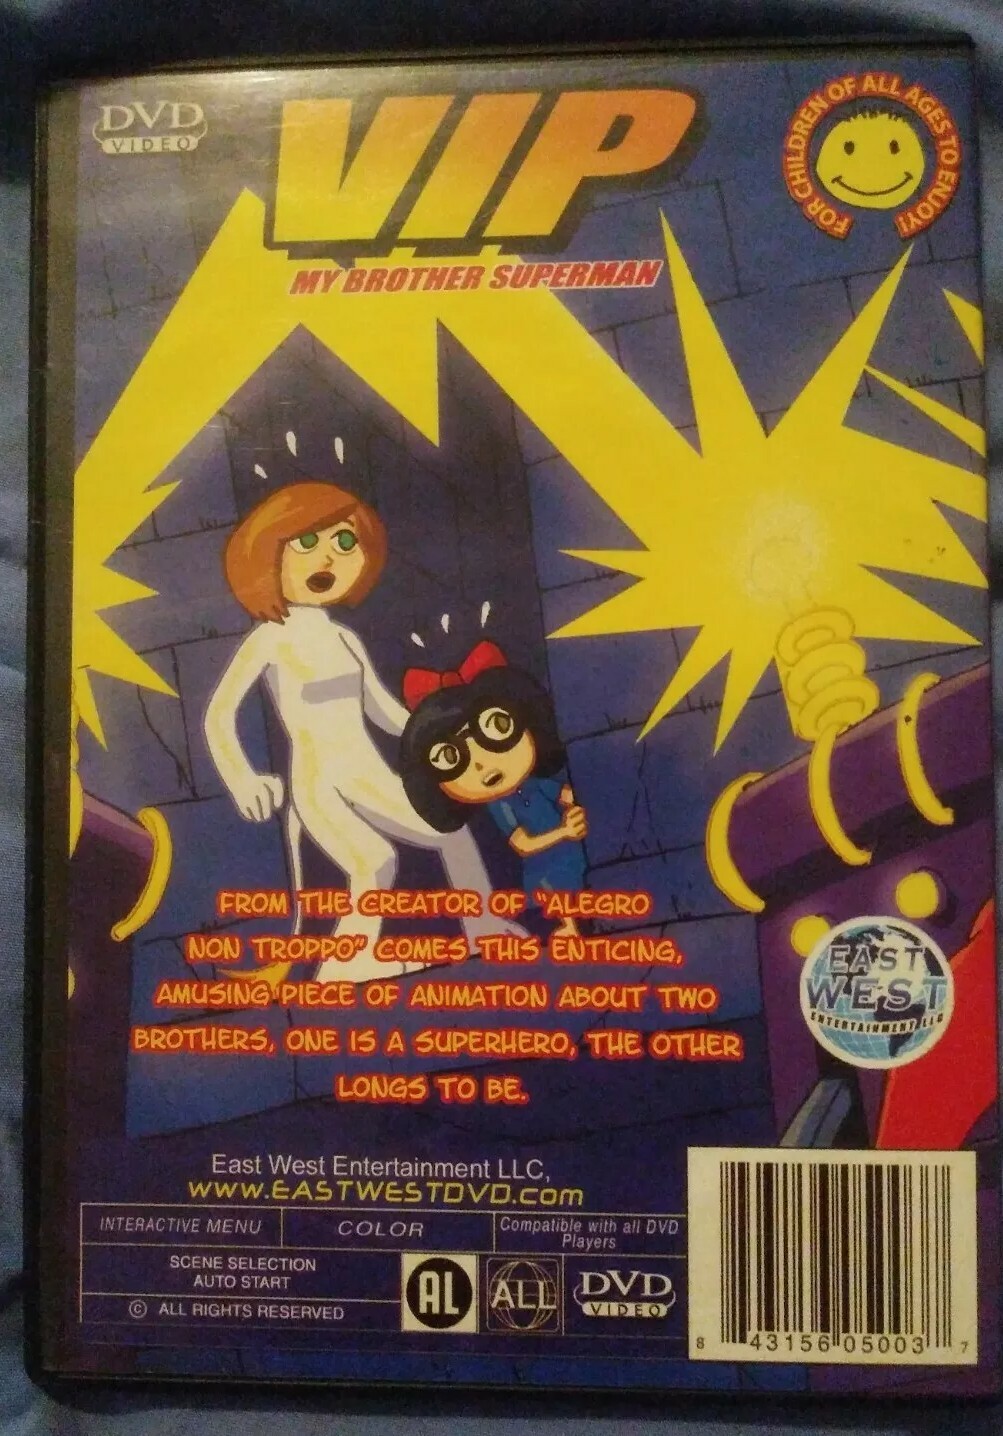 DVD
VIDEO
VIP
MY BROTHER SUPERMAN
FOR CHILDREN OF ALL AGES TO ENJOY!
FROM THE CREATOR OF "ALEGRO
NON TROPPO" COMES THIS ENTICING,
AMUSING PIECE OF ANIMATION ABOUT TWO
BROTHERS, ONE IS A SUPERHERO, THE OTHER
LONGS TO BE.
EAST
WEST
ENTERTAINMENT LLC
East West Entertainment LLC,
www.EASTWESTDVD.com
INTERACTIVE MENU
COLOR
Compatible with all DVD
Players
SCENE SELECTION
AUTO START
© ALL RIGHTS RESERVED
AL
ALL
DVD
VIDEO
8 43156 05003 7